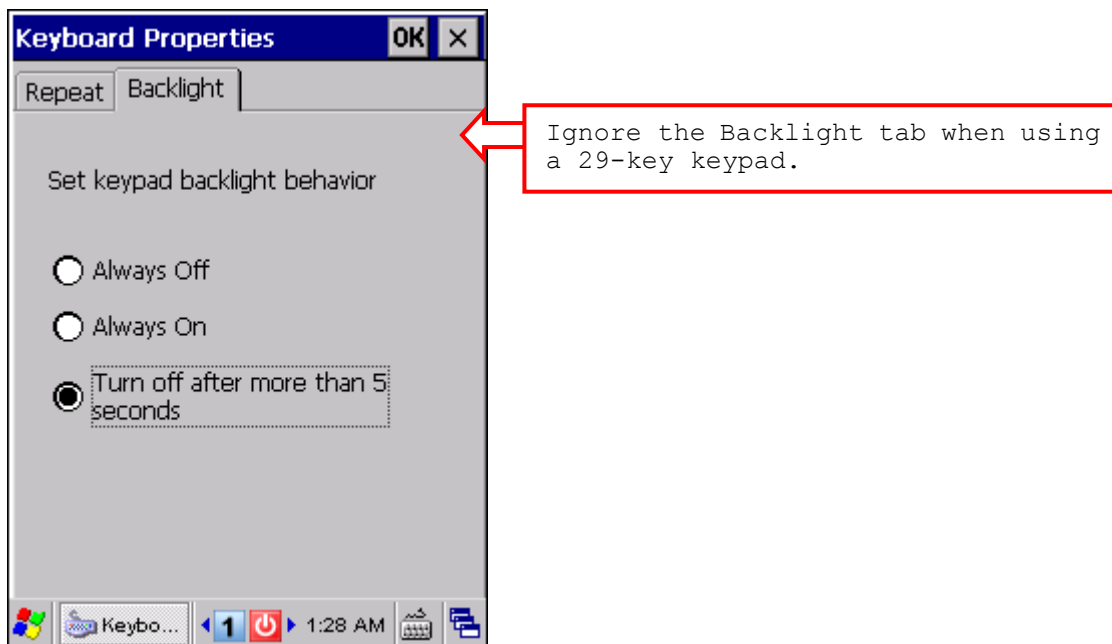 Keyboard Properties OK ×
Repeat Backlight
Ignore the Backlight tab when using
a 29-key keypad.
Set keypad backlight behavior
Always Off
Always On
Turn off after more than 5
seconds
Keybo... 1 1:28 AM